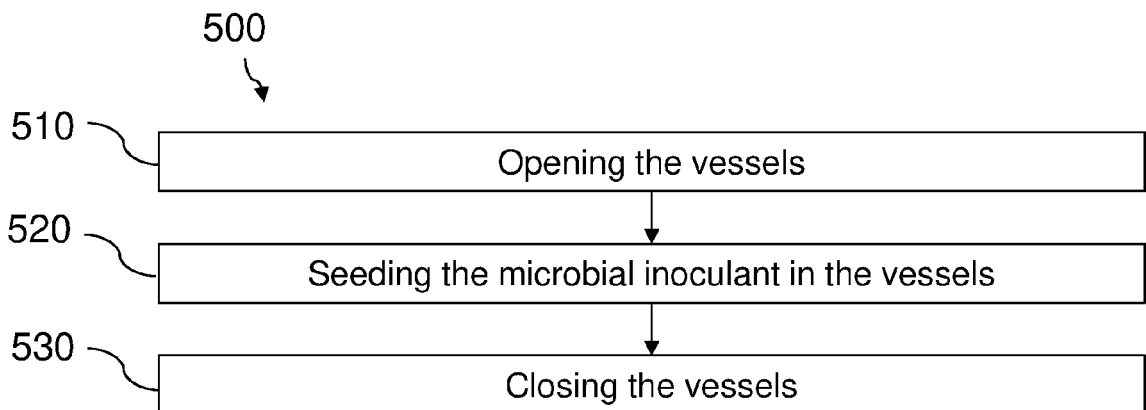 500
510
Opening the vessels
520
Seeding the microbial inoculant in the vessels
530
Closing the vessels